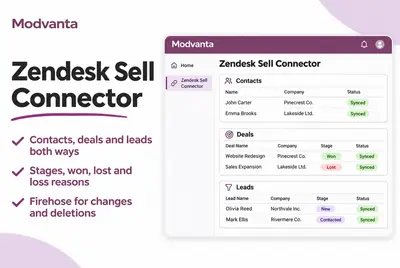 Modvanta
Zendesk Sell
Connector
Contacts, deals and leads
both ways
Stages, won, lost and
loss reasons
Firehose for changes
and deletions
Modvanta
Home
Zendesk Sell
Connector
Zendesk Sell Connector
Contacts
Name Company Status
John Carter Pinecrest Co. Synced
Emma Brooks Lakeside Ltd. Synced
Deals
Deal Name Company Stage Status
Website Redesign Pinecrest Co. Won Synced
Sales Expansion Lakeside Ltd. Lost Synced
Leads
Lead Name Company Stage Status
Olivia Reed Northvale Inc. New Synced
Mark Ellis Rivermere Co. Contacted Synced